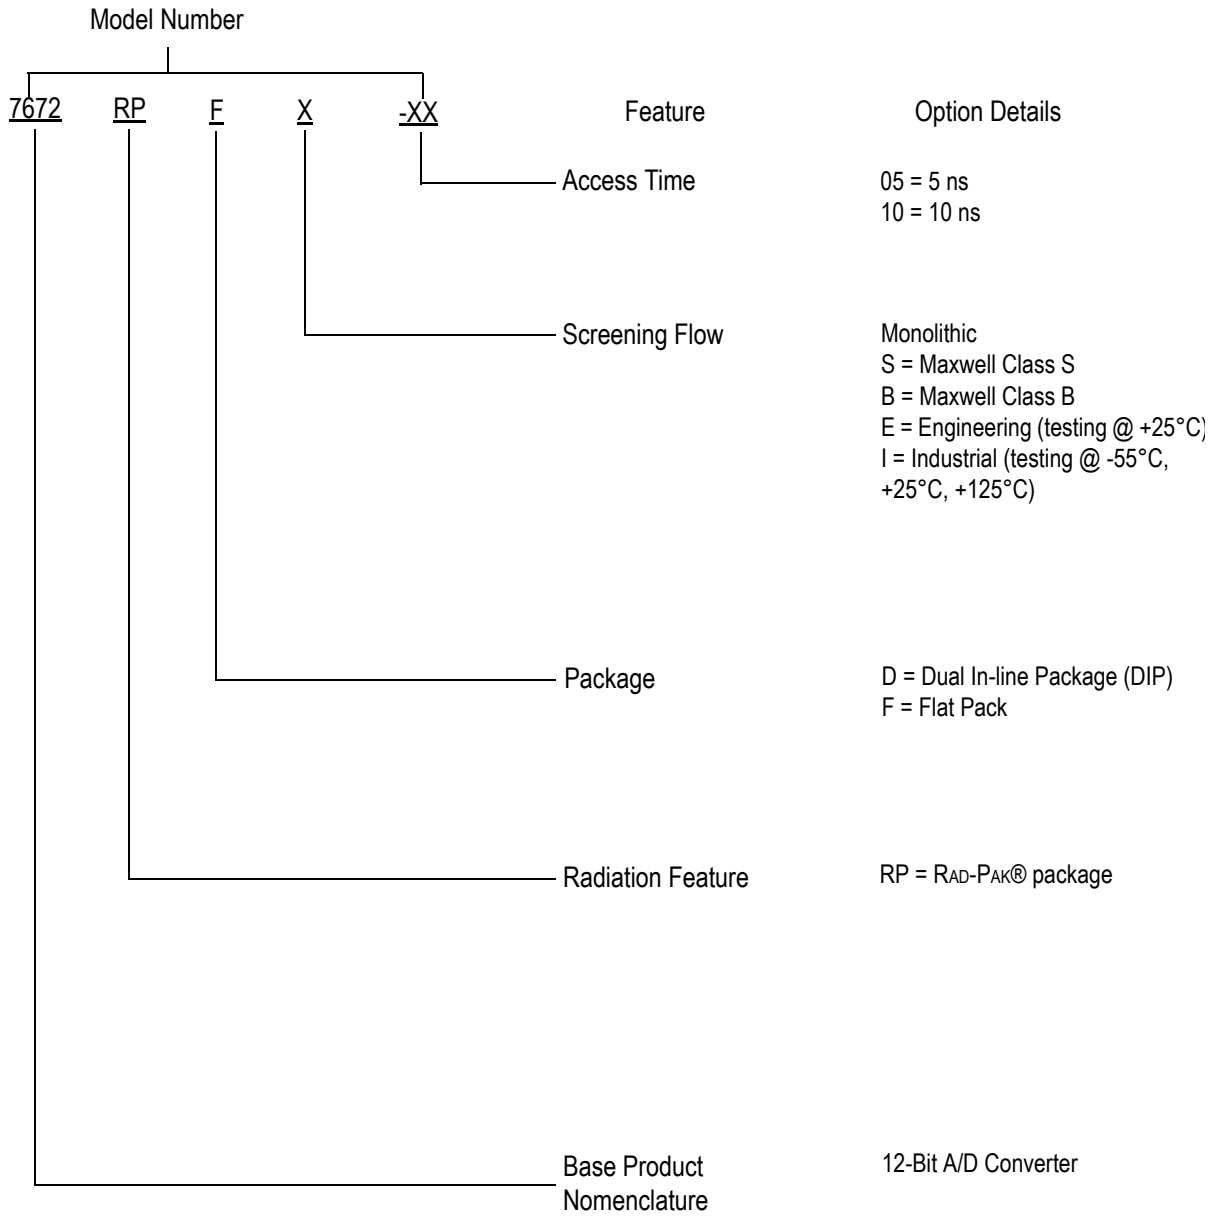 Model Number
7672 RP F X -XX Feature Option Details
Access Time 05 = 5 ns
10 = 10 ns
Screening Flow Monolithic
S = Maxwell Class S
B = Maxwell Class B
E = Engineering (testing @ +25°C)
I = Industrial (testing @ -55°C,
+25°C, +125°C)
Package D = Dual In-line Package (DIP)
F = Flat Pack
Radiation Feature RP = RAD-PAK® package
Base Product 12-Bit A/D Converter
Nomenclature